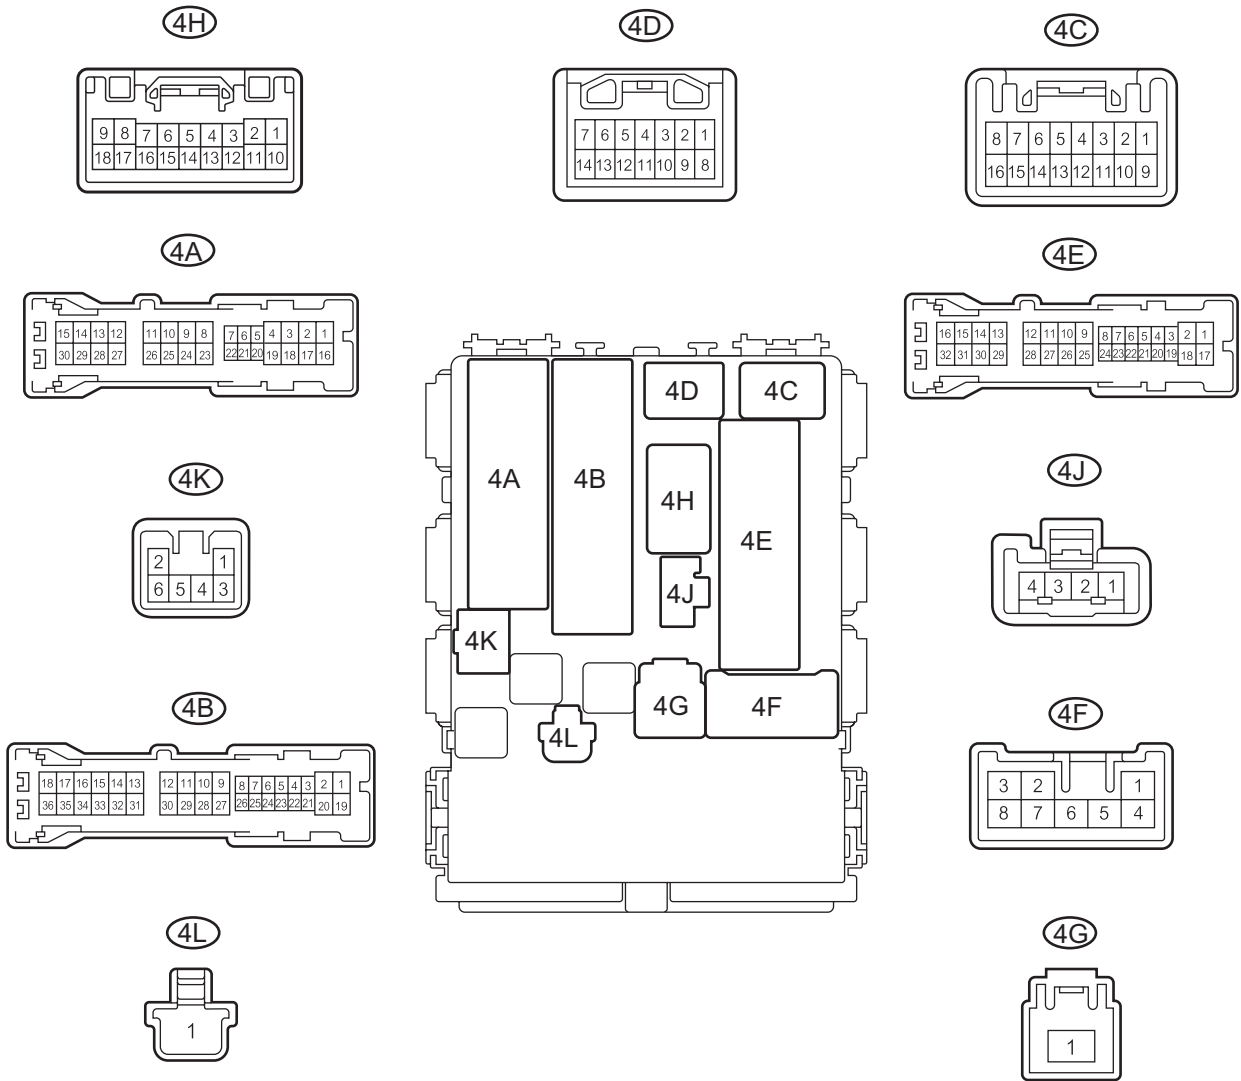 4H
9 8 7 6 5 4 3 2 1
18 17 16 15 14 13 12 11 10
4D
7 6 5 4 3 2 1
14 13 12 11 10 9 8
4C
8 7 6 5 4 3 2 1
16 15 14 13 12 11 10 9
4A
15 14 13 12 11 10 9 8 7 6 5 4 3 2 1
30 29 28 27 26 25 24 23 22 21 20 19 18 17 16
4E
16 15 14 13 12 11 10 9 8 7 6 5 4 3 2 1
32 31 30 29 28 27 26 25 24 23 22 21 20 19 18 17
4K
2 1
6 5 4 3
4J
4 3 2 1
4B
18 17 16 15 14 13 12 11 10 9 8 7 6 5 4 3 2 1
36 35 34 33 32 31 30 29 28 27 26 25 24 23 22 21 20 19
4F
3 2 1
8 7 6 5 4
4L
1
4G
1
4D 4C
4A 4B 4H 4E
4J
4K
4G 4F
4L